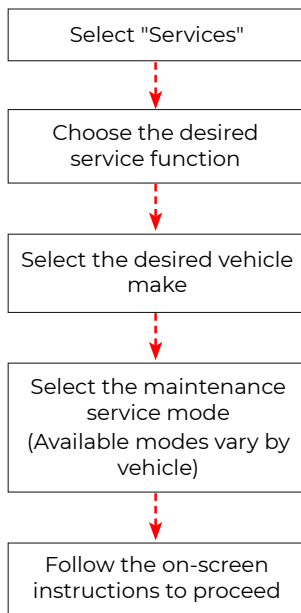 Select "Services"
Choose the desired
service function
Select the desired vehicle
make
Select the maintenance
service mode
(Available modes vary by
vehicle)
Follow the on-screen
instructions to proceed